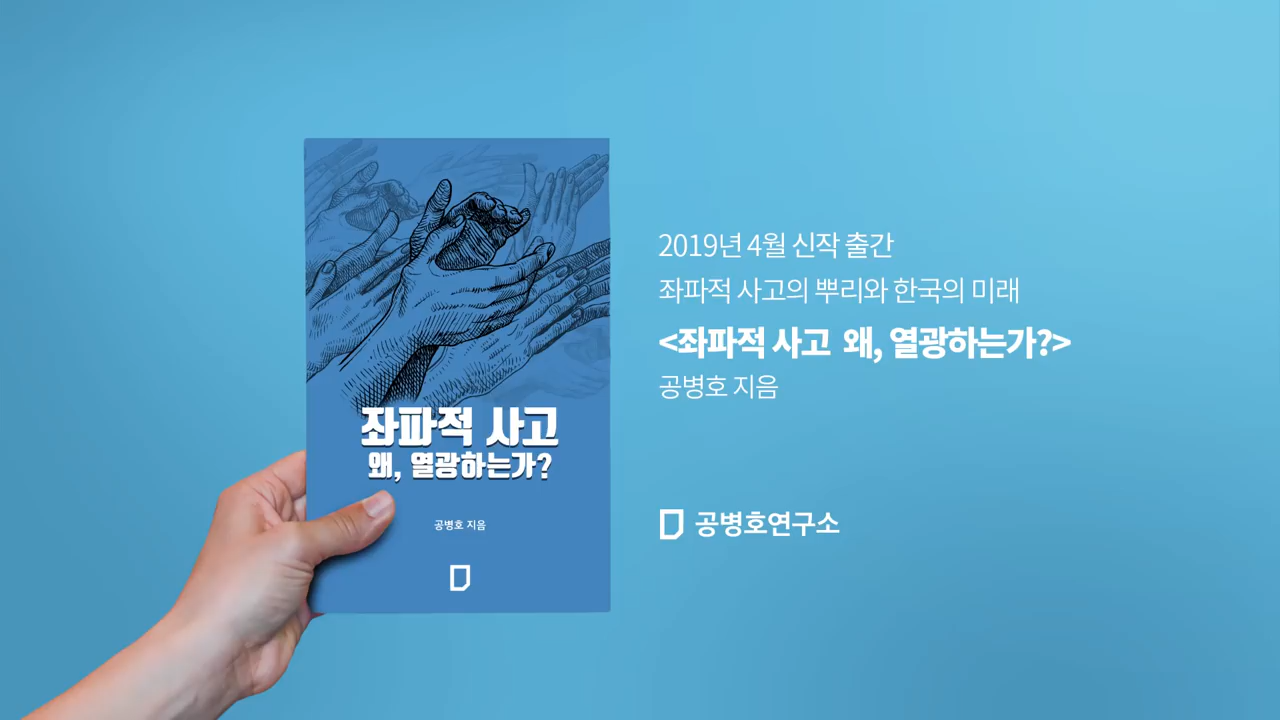 좌파적 사고
왜, 열광하는가?
공병호 지음
2019년 4월 신작 출간
좌파적 사고의 뿌리와 한국의 미래
<좌파적 사고 왜, 열광하는가?>
공병호 지음
공병호연구소